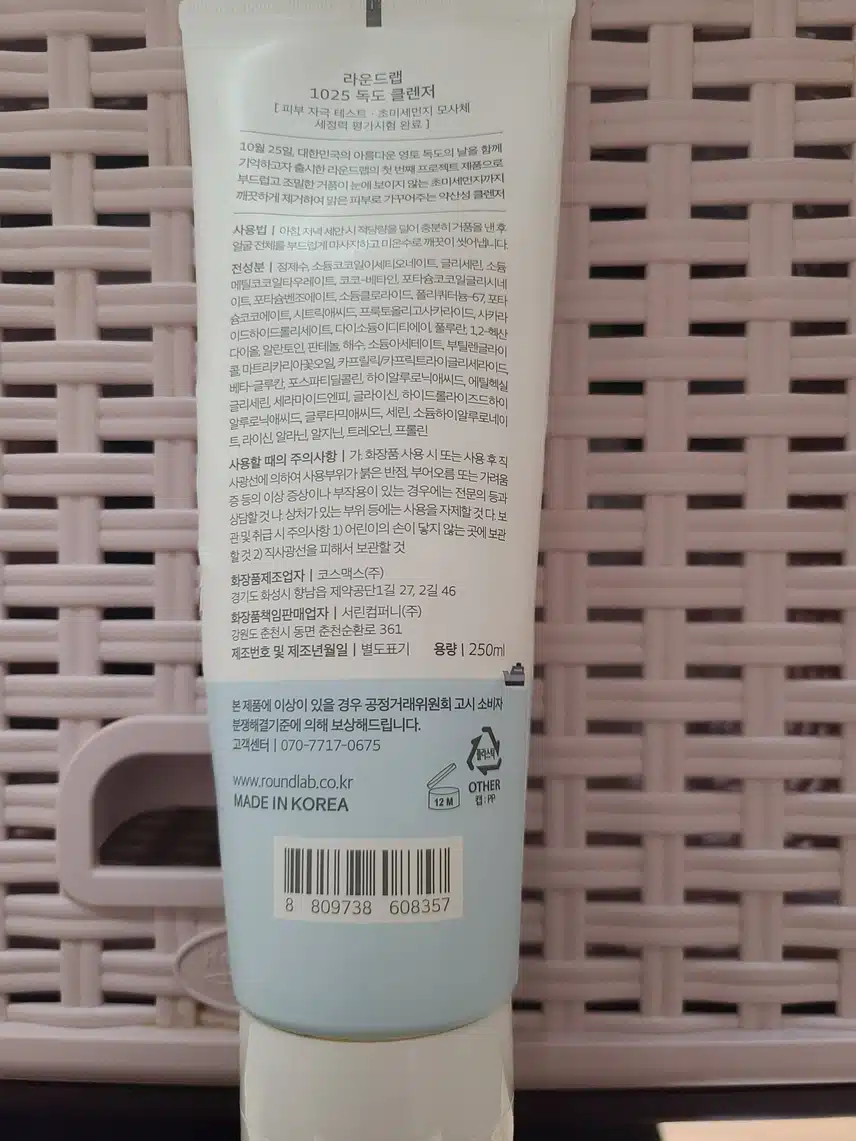 라운드랩
1025 독도 클렌저
[ 피부 자극 테스트 · 초미세먼지 모사체
세정력 평가시험 완료 ]
10월 25일, 대한민국의 아름다운 영토 독도의 날을 함께
기억하고자 출시한 라운드랩의 첫 번째 프로젝트 제품으로
부드럽고 조밀한 거품이 눈에 보이지 않는 초미세먼지까지
깨끗하게 제거하여 맑은 피부로 가꾸어주는 약산성 클렌저
사용법 | 아침, 저녁 세안 시 적당량을 덜어 충분히 거품을 낸 후
얼굴 전체를 부드럽게 마사지하고 미온수로 깨끗이 씻어냅니다.
전성분 | 정제수, 소듐코코일이세티오네이트, 글리세린, 소듐
메틸코코일타우레이트, 코코-베타인, 포타슘코코일글리시네
이트, 포타슘벤조에이트, 소듐클로라이드, 폴리쿼터늄-67, 포타
슘코코에이트, 시트릭애씨드, 프룩토올리고사카라이드, 사카라
이드하이드롤리세이트, 다이소듐이디티에이, 풀루란, 1,2-헥산
다이올, 알란토인, 판테놀, 해수, 소듐아세테이트, 부틸렌글라이
콜, 마트리카리아꽃오일, 카프릴릭/카프릭트라이글리세라이드,
베타-글루칸, 포스파티딜콜린, 하이알루로닉애씨드, 에틸헥실
글리세린, 세라마이드엔피, 글라이신, 하이드롤라이즈드하이
알루로닉애씨드, 글루타믹애씨드, 세린, 소듐하이알루로네이
트, 라이신, 알라닌, 알지닌, 트레오닌, 프롤린
사용할 때의 주의사항 | 가. 화장품 사용 시 또는 사용 후 직
사광선에 의하여 사용부위가 붉은 반점, 부어오름 또는 가려움
증 등의 이상 증상이나 부작용이 있는 경우에는 전문의 등과
상담할 것 나. 상처가 있는 부위 등에는 사용을 자제할 것 다. 보
관 및 취급 시 주의사항 1) 어린이의 손이 닿지 않는 곳에 보관
할 것 2) 직사광선을 피해서 보관할 것
화장품제조업자 | 코스맥스(주)
경기도 화성시 향남읍 제약공단1길 27, 2길 46
화장품책임판매업자 | 서린컴퍼니(주)
강원도 춘천시 동면 춘천순환로 361
제조번호 및 제조년월일 | 별도표기 용량 | 250ml
본 제품에 이상이 있을 경우 공정거래위원회 고시 소비자
분쟁해결기준에 의해 보상해드립니다.
고객센터 | 070-7717-0675
플라스틱
www.roundlab.co.kr
MADE IN KOREA
12 M
OTHER
캡 : PP
8 809738 608357